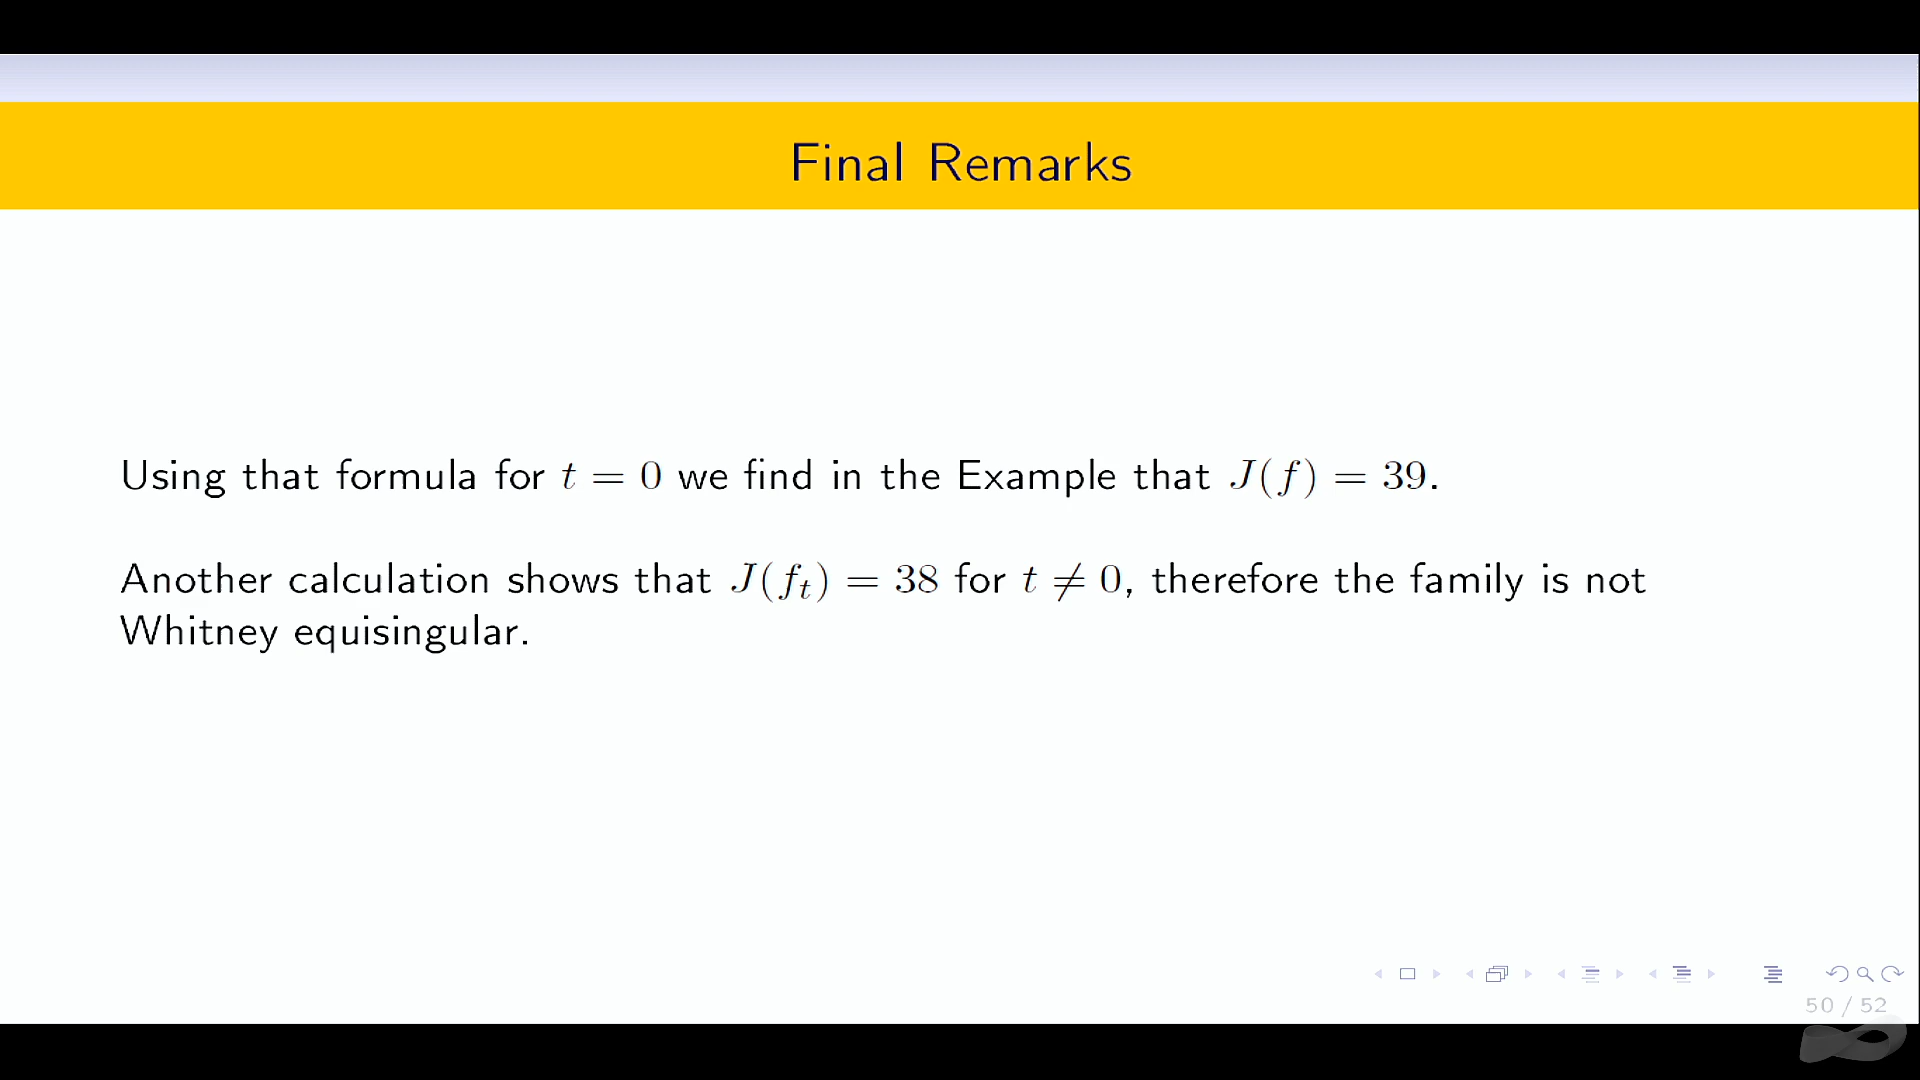 Final Remarks
Using that formula for t = 0 we find in the Example that J(f) = 39.
Another calculation shows that J(fₜ) = 38 for t ≠ 0, therefore the family is not
Whitney equisingular.
50 / 52